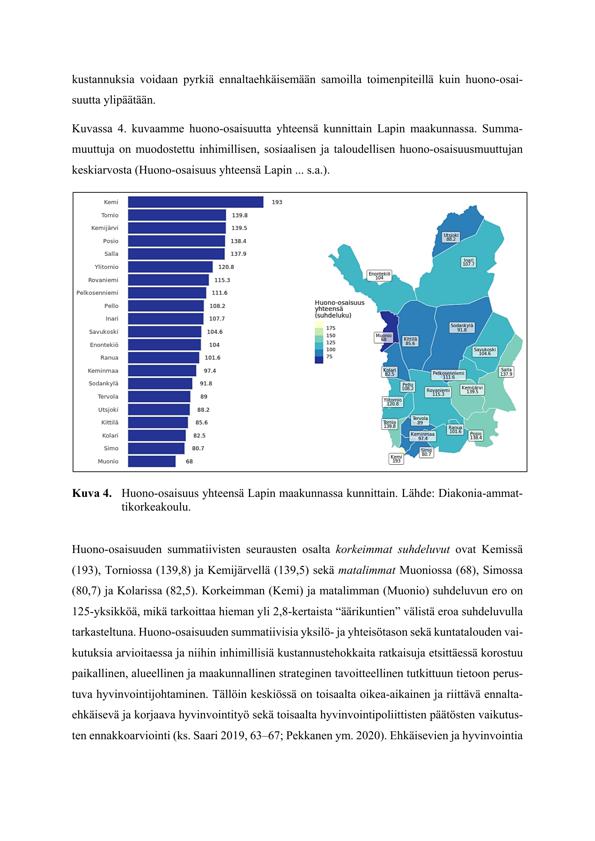 kustannuksia voidaan pyrkiä ennaltaehkäisemään samoilla toimenpiteillä kuin huono-osai-
suutta ylipäätään.
Kuvassa 4. kuvaamme huono-osaisuutta yhteensä kunnittain Lapin maakunnassa. Summa-
muuttuja on muodostettu inhimillisen, sosiaalisen ja taloudellisen huono-osaisuusmuuttujan
keskiarvosta (Huono-osaisuus yhteensä Lapin ... s.a.).
Kemi 193
Tornio 139.8
Kemijärvi 139.5
Posio 138.4
Salla 137.9
Ylitornio 120.8
Rovaniemi 115.3
Pelkosenniemi 111.6
Pello 108.2
Inari 107.7
Savukoski 104.6
Enontekiö 104
Ranua 101.6
Keminmaa 97.4
Sodankylä 91.8
Tervola 89
Utsjoki 88.2
Kittilä 85.6
Kolari 82.5
Simo 80.7
Muonio 68
Huono-osaisuus
yhteensä
(suhdeluku)
175
150
125
100
75
Utsjoki
88.2
Inari
107.7
Enontekiö
104
Muonio
68
Kittilä
85.6
Sodankylä
91.8
Savukoski
104.6
Kolari
82.5
Pelkosenniemi
111.6
Salla
137.9
Pello
108.2
Rovaniemi
115.3
Kemijärvi
139.5
Ylitornio
120.8
Tornio
139.8
Tervola
89
Keminmaa
97.4
Ranua
101.6
Posio
138.4
Simo
80.7
Kemi
193
Kuva 4. Huono-osaisuus yhteensä Lapin maakunnassa kunnittain. Lähde: Diakonia-ammat-
tikorkeakoulu.
Huono-osaisuuden summatiivisten seurausten osalta korkeimmat suhdeluvut ovat Kemissä
(193), Torniossa (139,8) ja Kemijärvellä (139,5) sekä matalimmat Muoniossa (68), Simossa
(80,7) ja Kolarissa (82,5). Korkeimman (Kemi) ja matalimman (Muonio) suhdeluvun ero on
125-yksikköä, mikä tarkoittaa hieman yli 2,8-kertaista “äärikuntien” välistä eroa suhdeluvulla
tarkasteltuna. Huono-osaisuuden summatiivisia yksilö- ja yhteisötason sekä kuntatalouden vai-
kutuksia arvioitaessa ja niihin inhimillisiä kustannustehokkaita ratkaisuja etsittäessä korostuu
paikallinen, alueellinen ja maakunnallinen strateginen tavoitteellinen tutkittuun tietoon perus-
tuva hyvinvointijohtaminen. Tällöin keskiössä on toisaalta oikea-aikainen ja riittävä ennalta-
ehkäisevä ja korjaava hyvinvointityö sekä toisaalta hyvinvointipoliittisten päätösten vaikutus-
ten ennakkoarviointi (ks. Saari 2019, 63–67; Pekkanen ym. 2020). Ehkäisevien ja hyvinvointia